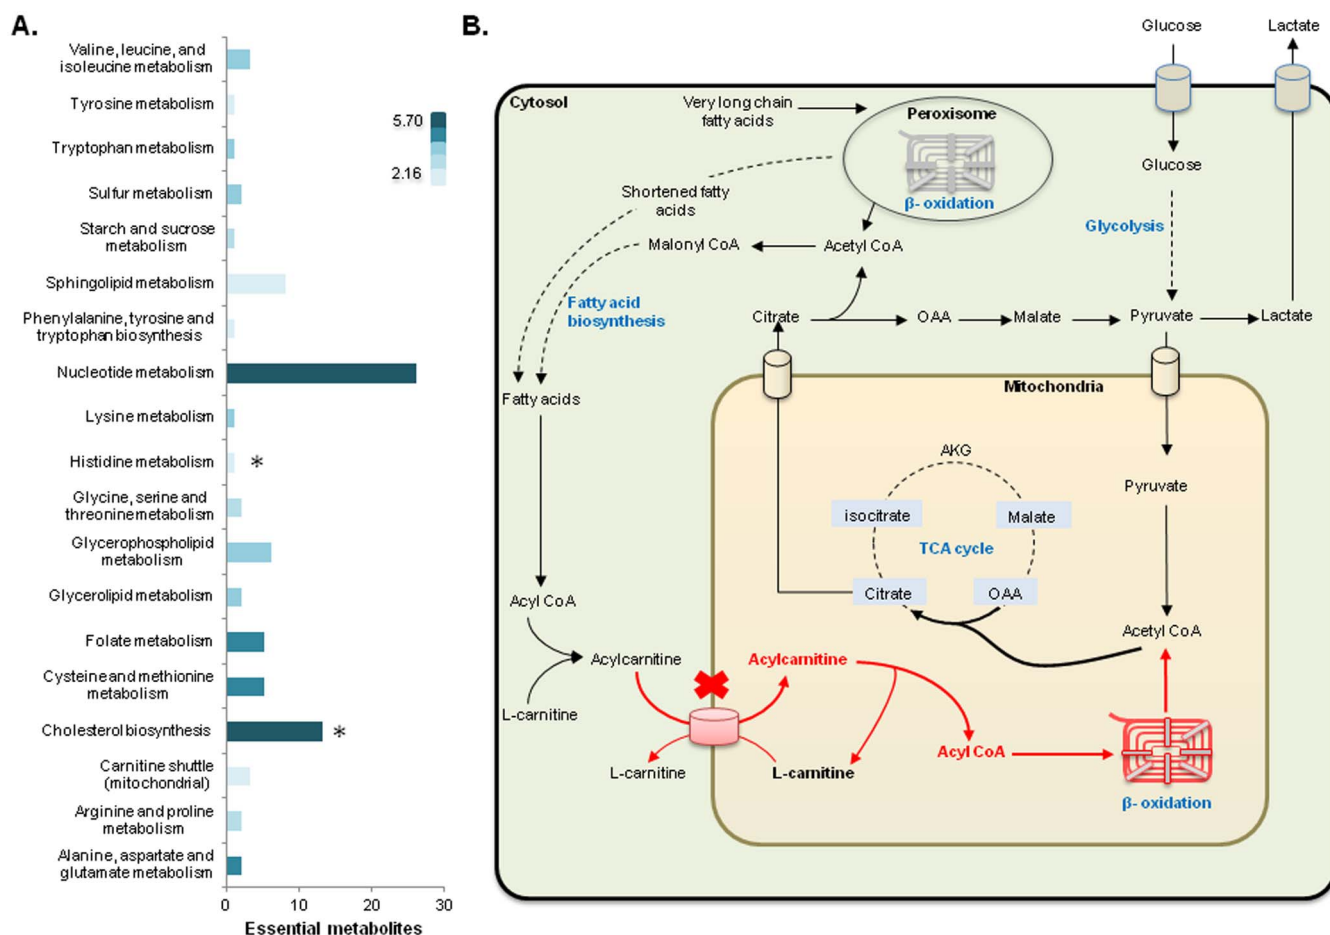 A.
Valine, leucine, and
isoleucine metabolism
Tyrosine metabolism
Tryptophan metabolism
Sulfur metabolism
Starch and sucrose
metabolism
Sphingolipid metabolism
Phenylalanine, tyrosine and
tryptophan biosynthesis
Nucleotide metabolism
Lysine metabolism
Histidine metabolism *
Glycine, serine and
threonine metabolism
Glycerophospholipid
metabolism
Glycerolipid metabolism
Folate metabolism
Cysteine and methionine
metabolism
Cholesterol biosynthesis *
Carnitine shuttle
(mitochondrial)
Arginine and proline
metabolism
Alanine, aspartate and
glutamate metabolism
5.70
2.16
0 10 20 30
Essential metabolites
B.
Glucose
Lactate
Cytosol
Very long chain
fatty acids
Peroxisome
β- oxidation
Glucose
Shortened fatty
acids
Glycolysis
Malonyl CoA
Acetyl CoA
Fatty acid
biosynthesis
Citrate
OAA
Malate
Pyruvate
Lactate
Mitochondria
Fatty acids
AKG
Pyruvate
isocitrate
Malate
TCA cycle
Citrate
OAA
Acyl CoA
Acetyl CoA
Acylcarnitine
Acylcarnitine
L-carnitine
Acyl CoA
L-carnitine
L-carnitine
β- oxidation